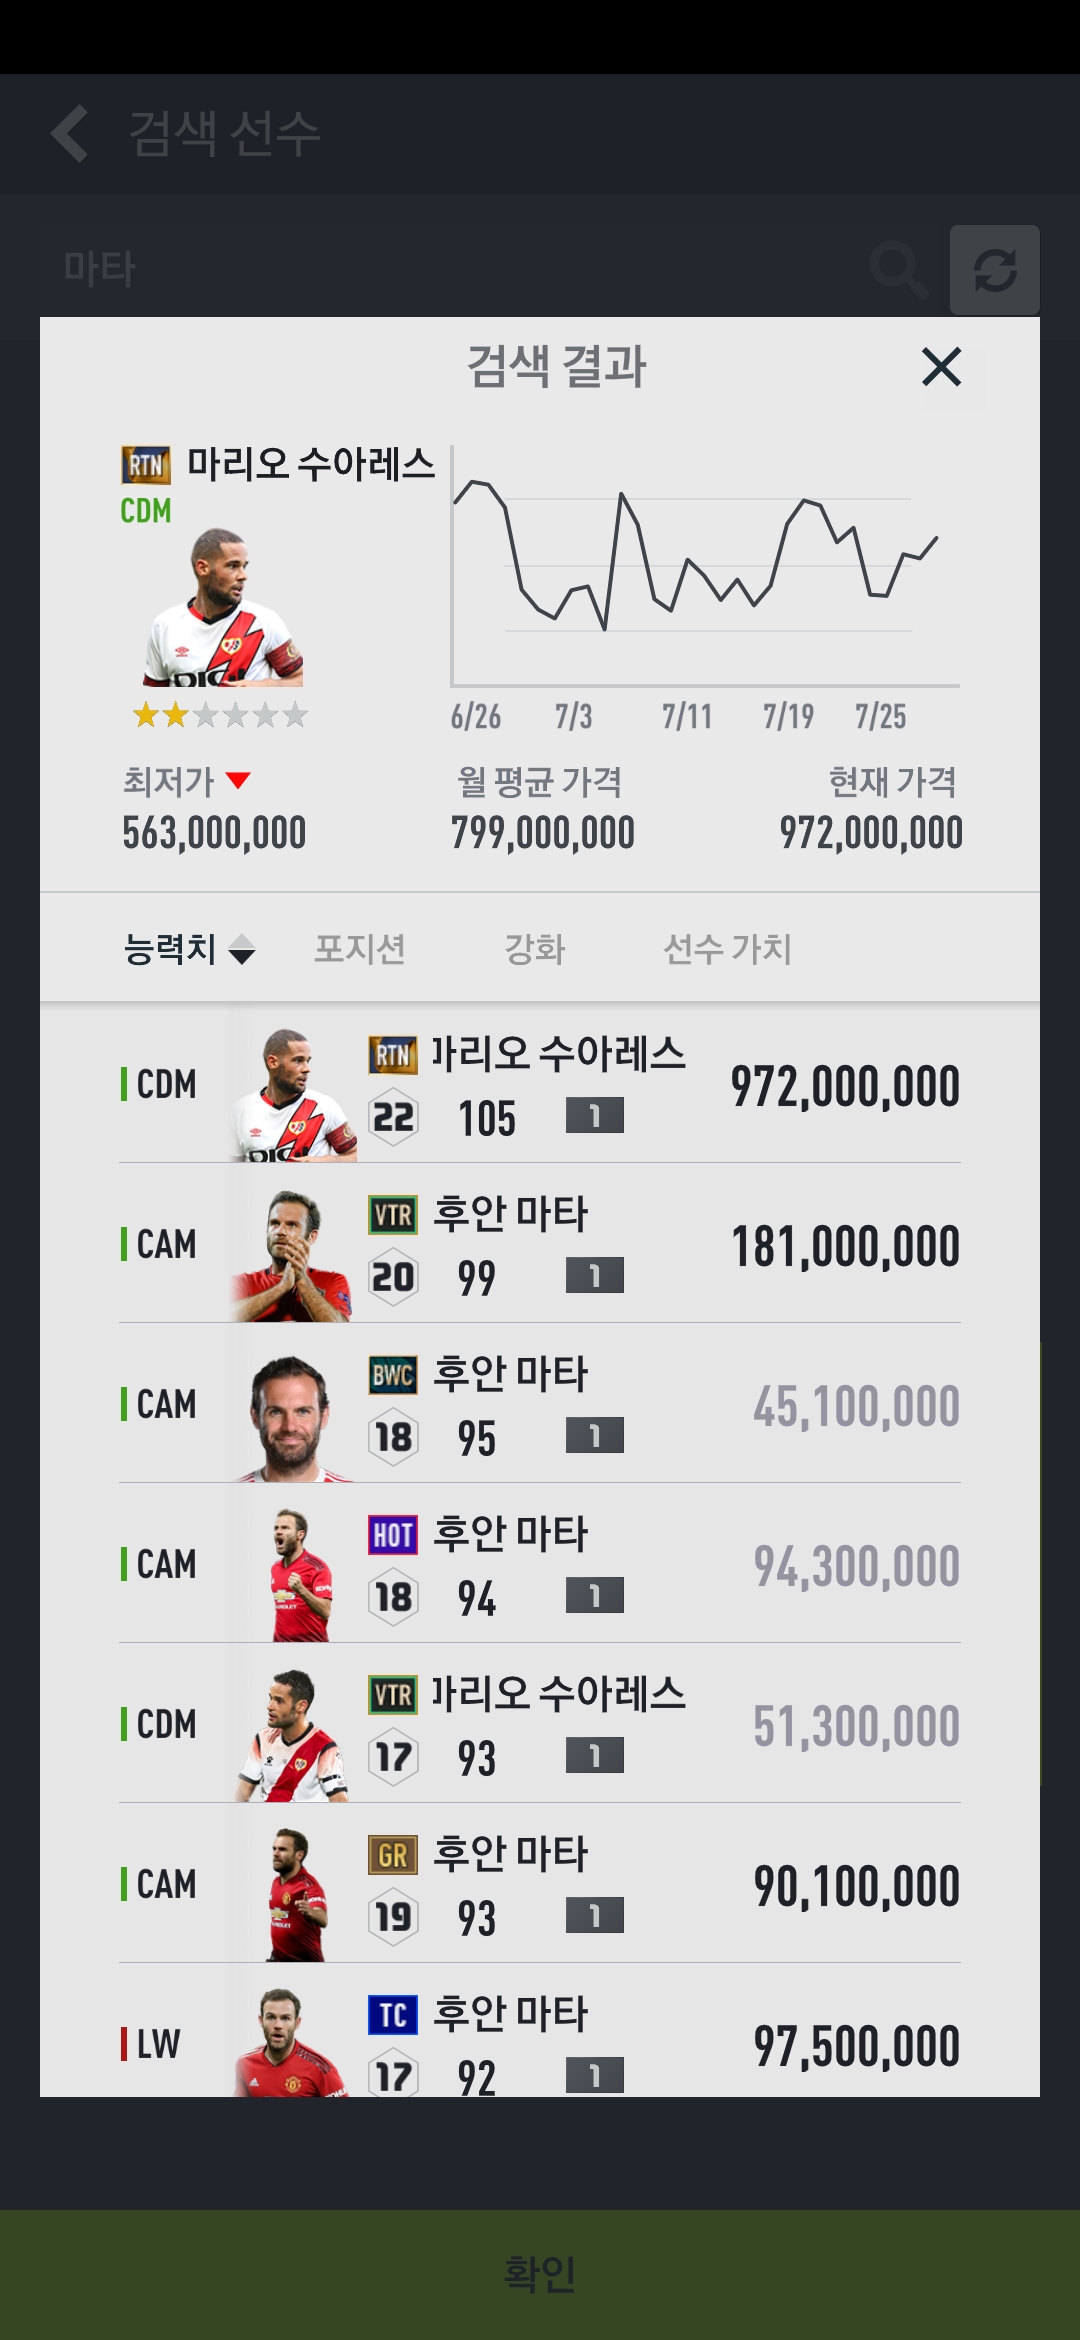 검색 선수
마타
검색 결과
RTN 마리오 수아레스
CDM
6/26 7/3 7/11 7/19 7/25
최저가 월 평균 가격 현재 가격
563,000,000 799,000,000 972,000,000
능력치 포지션 강화 선수 가치
RTN 마리오 수아레스
CDM 972,000,000
22 105 1
VTR 후안 마타
CAM 181,000,000
20 99 1
BWC 후안 마타
CAM 45,100,000
18 95 1
HOT 후안 마타
CAM 94,300,000
18 94 1
VTR 마리오 수아레스
CDM 51,300,000
17 93 1
GR 후안 마타
CAM 90,100,000
19 93 1
TC 후안 마타
LW 97,500,000
17 92 1
확인